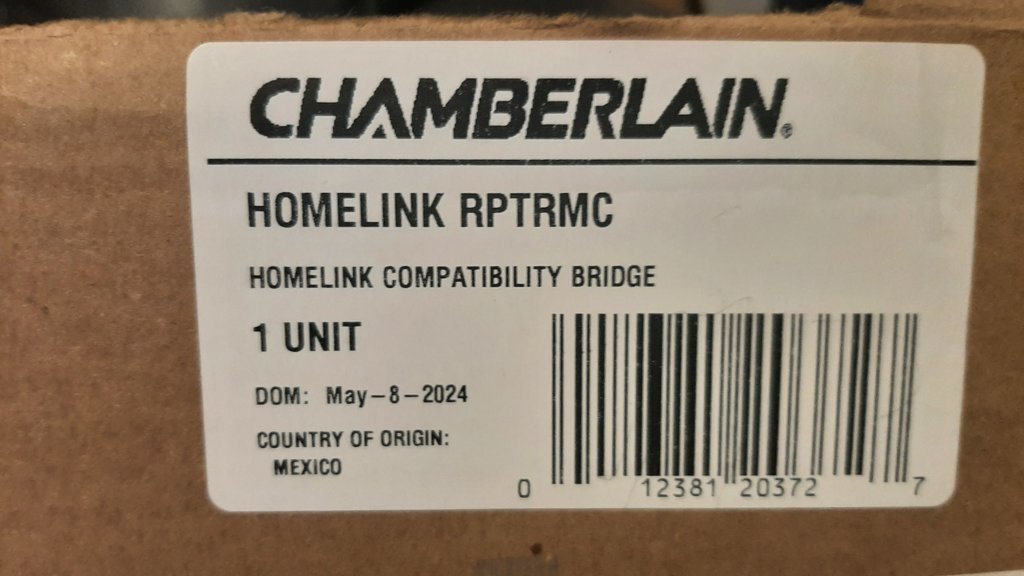 CHAMBERLAIN®
HOMELINK RPTRMC
HOMELINK COMPATIBILITY BRIDGE
1 UNIT
DOM: May-8-2024
COUNTRY OF ORIGIN:
MEXICO
0 12381 20372 7